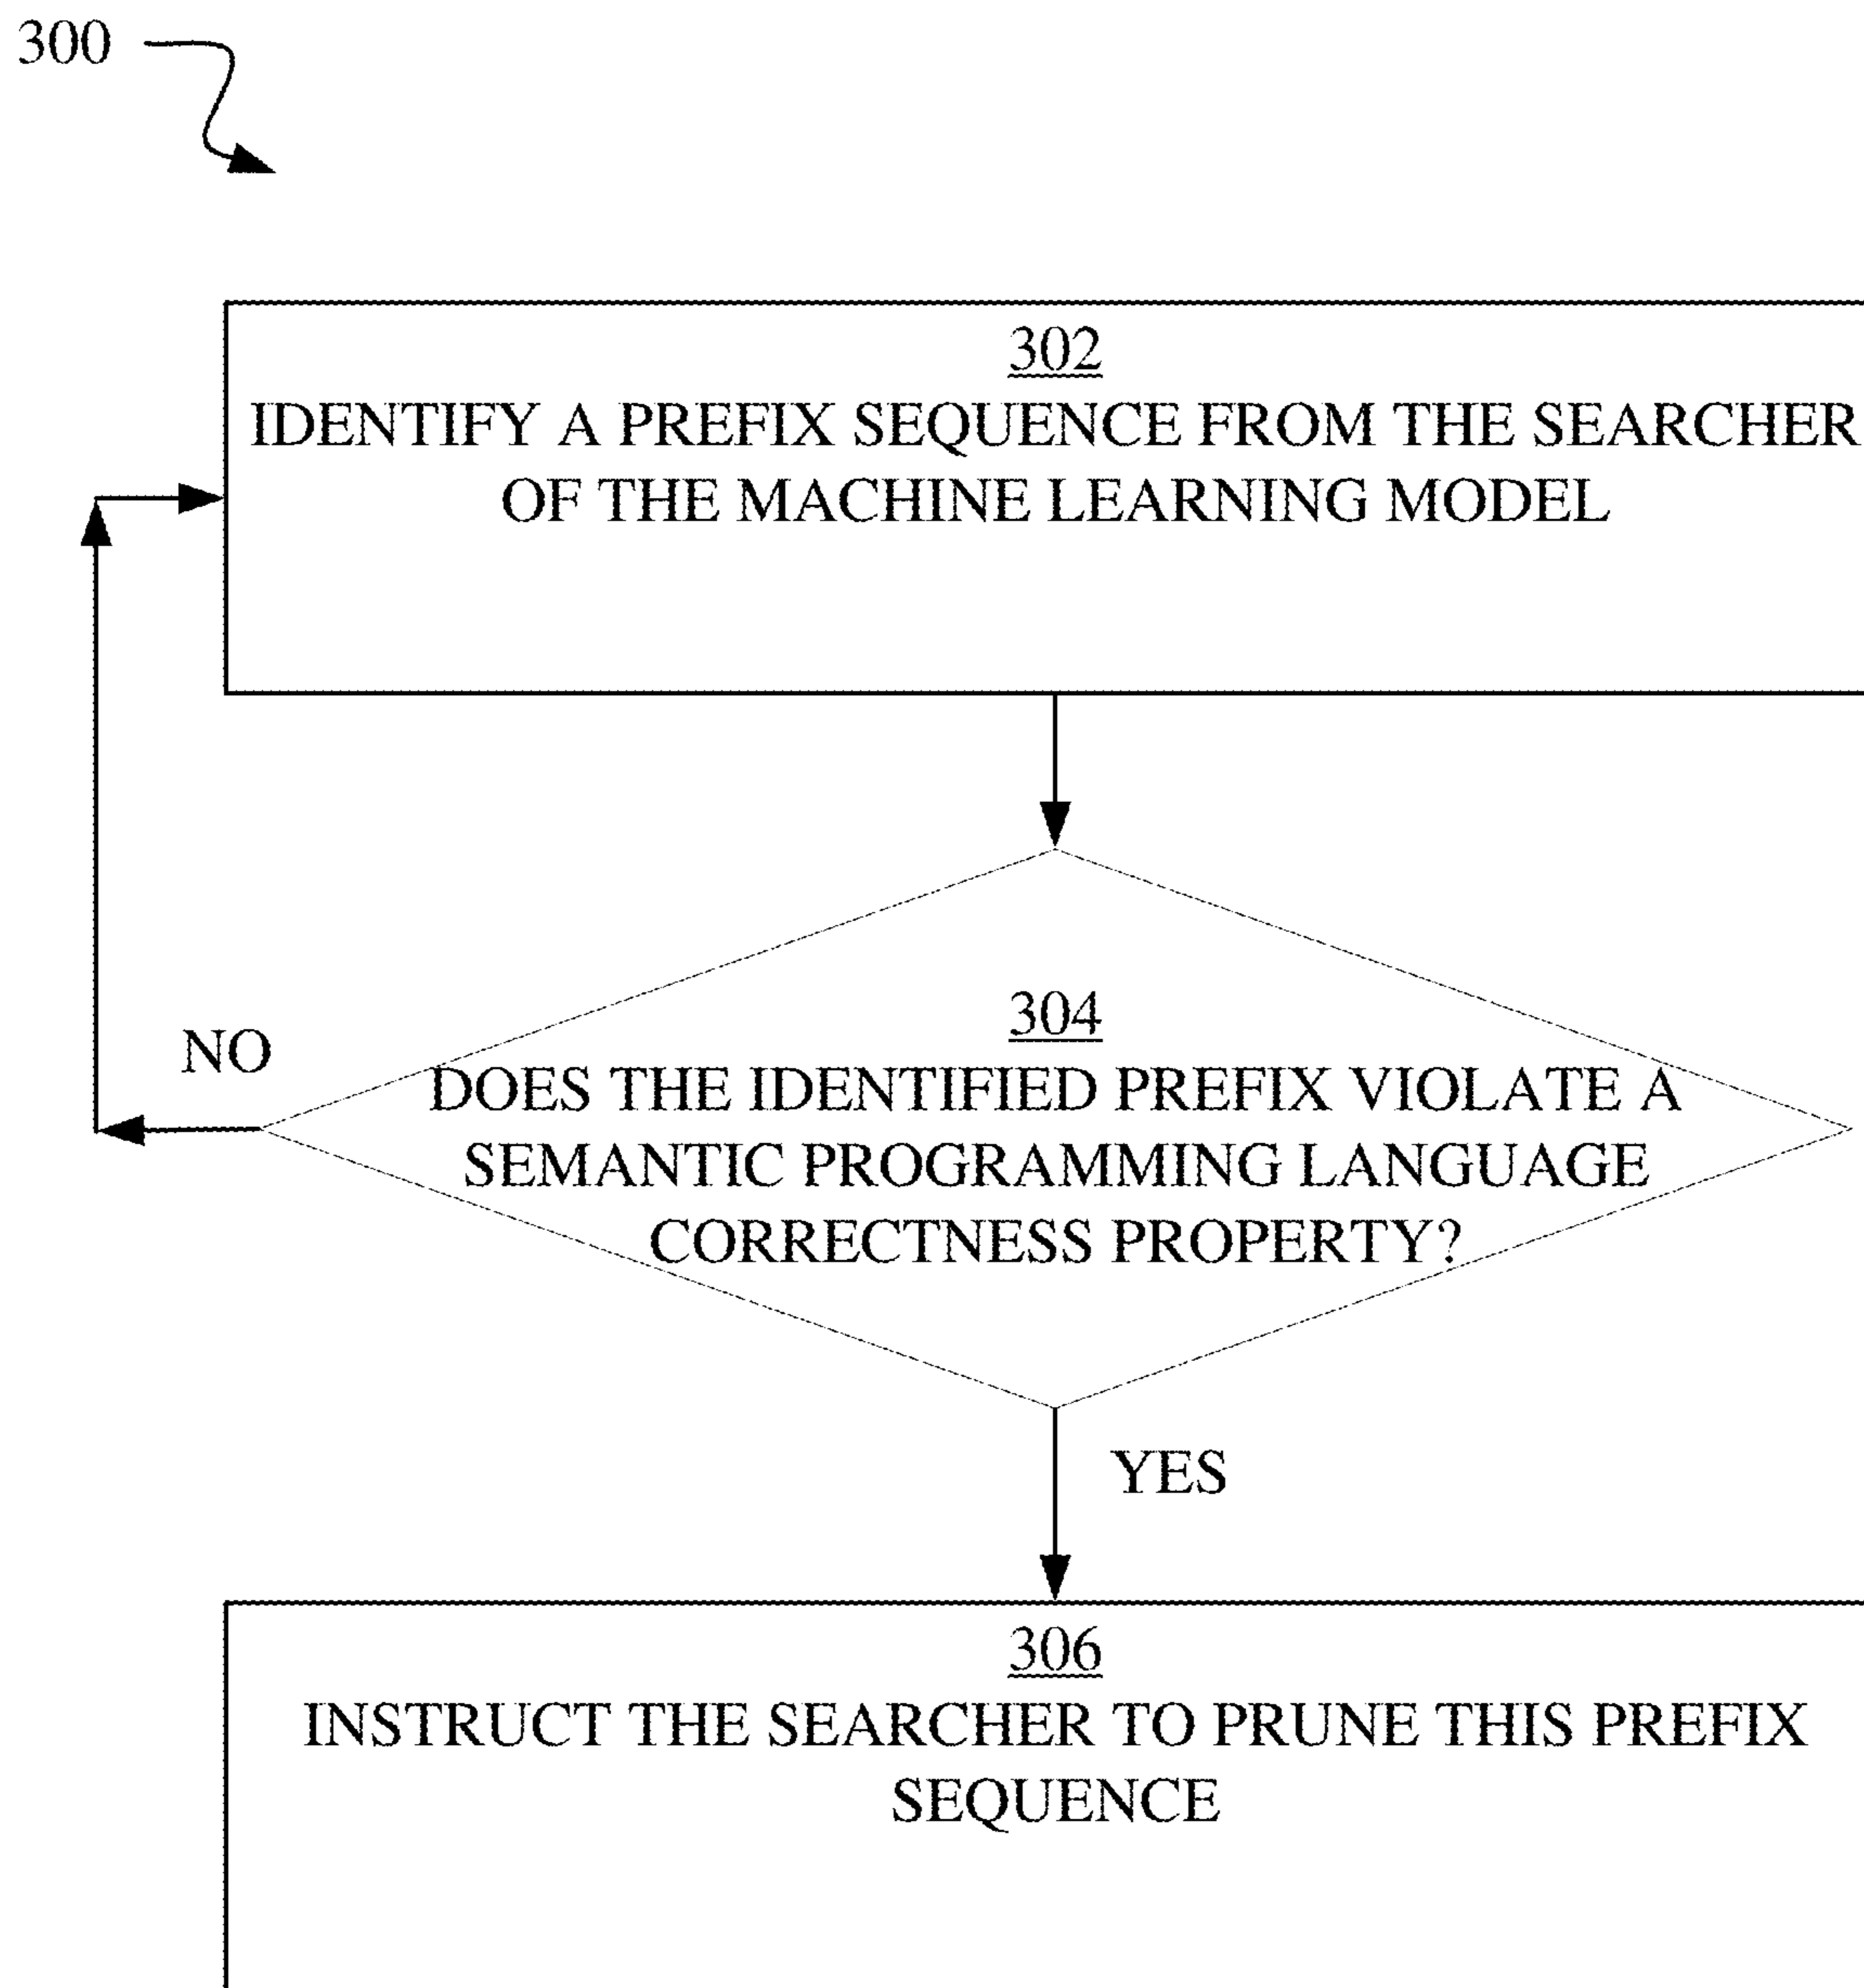 300
302
IDENTIFY A PREFIX SEQUENCE FROM THE SEARCHER
OF THE MACHINE LEARNING MODEL
304
NO
DOES THE IDENTIFIED PREFIX VIOLATE A
SEMANTIC PROGRAMMING LANGUAGE
CORRECTNESS PROPERTY?
YES
306
INSTRUCT THE SEARCHER TO PRUNE THIS PREFIX
SEQUENCE